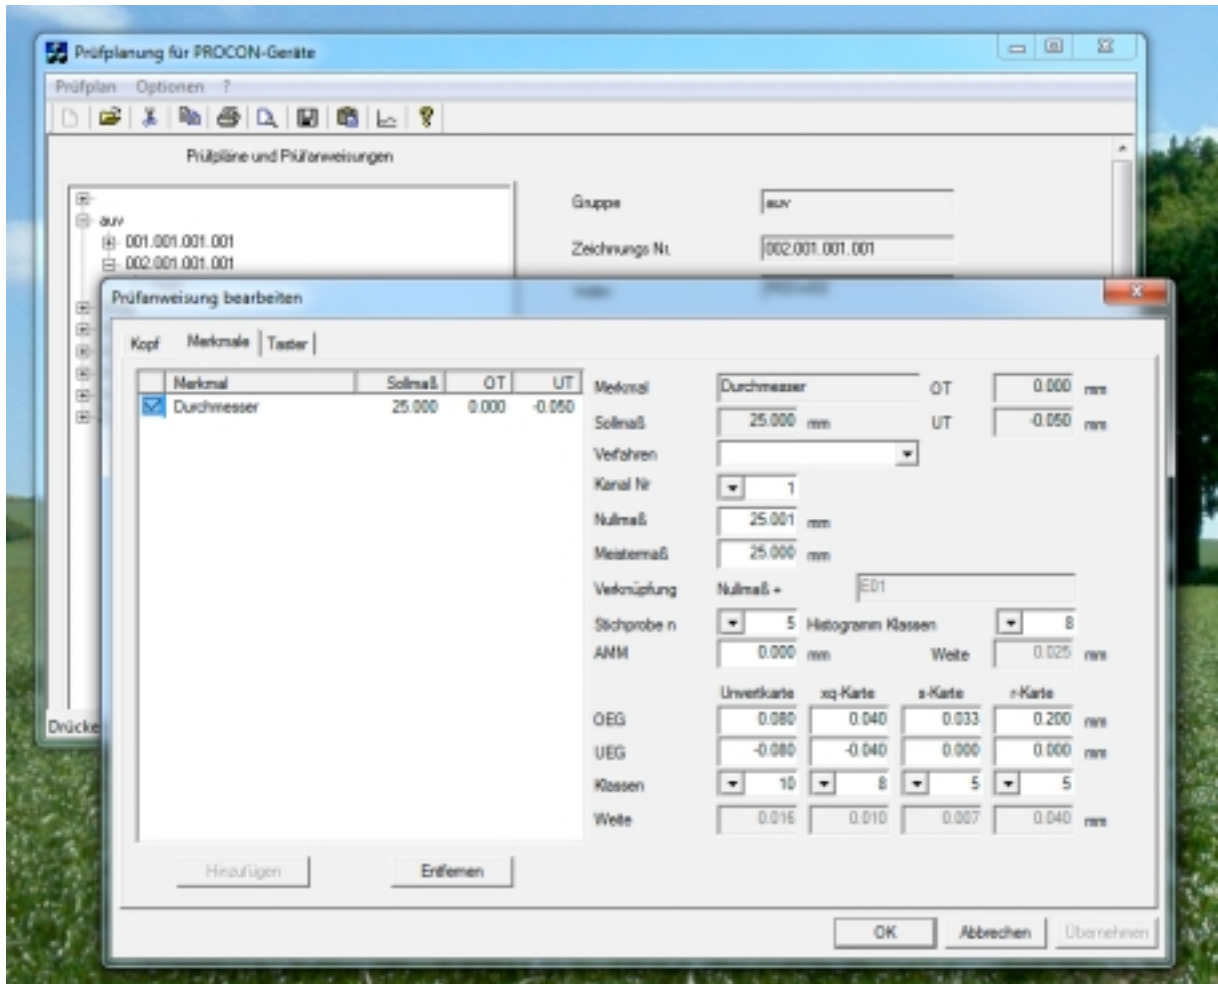 Prüfplanung für PROCON-Geräte
Prüfplan Optionen ?
Prüfpläne und Prüfanweisungen
auv
001.001.001.001
002.001.001.001
Gruppe auv
Zeichnungs Nr. 002.001.001.001
Drücke
Prüfanweisung bearbeiten
Kopf Merkmale Taster
Merkmal Sollmaß OT UT
Durchmesser 25.000 0.000 -0.050
Merkmal Durchmesser OT 0.000 mm
Sollmaß 25.000 mm UT -0.050 mm
Verfahren
Kanal Nr 1
Nullmaß 25.001 mm
Meistermaß 25.000 mm
Verknüpfung Nullmaß + E01
Stichprobe n 5 Histogramm Klassen 8
AMM 0.000 mm Weite 0.025 mm
Urwertkarte xq-Karte s-Karte r-Karte
OEG 0.080 0.040 0.033 0.200 mm
UEG -0.080 -0.040 0.000 0.000 mm
Klassen 10 8 5 5
Weite 0.016 0.010 0.007 0.040 mm
Hinzufügen Entfernen
OK Abbrechen Übernehmen